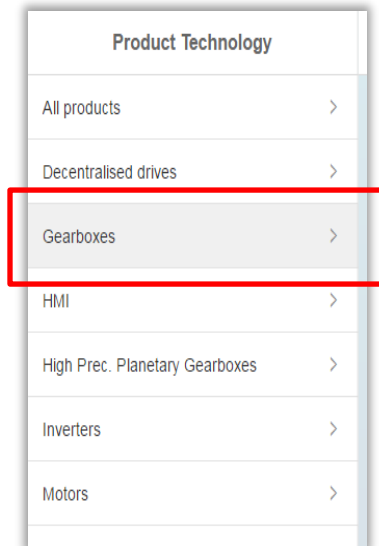 Product Technology
All products
Decentralised drives
Gearboxes
HMI
High Prec. Planetary Gearboxes
Inverters
Motors